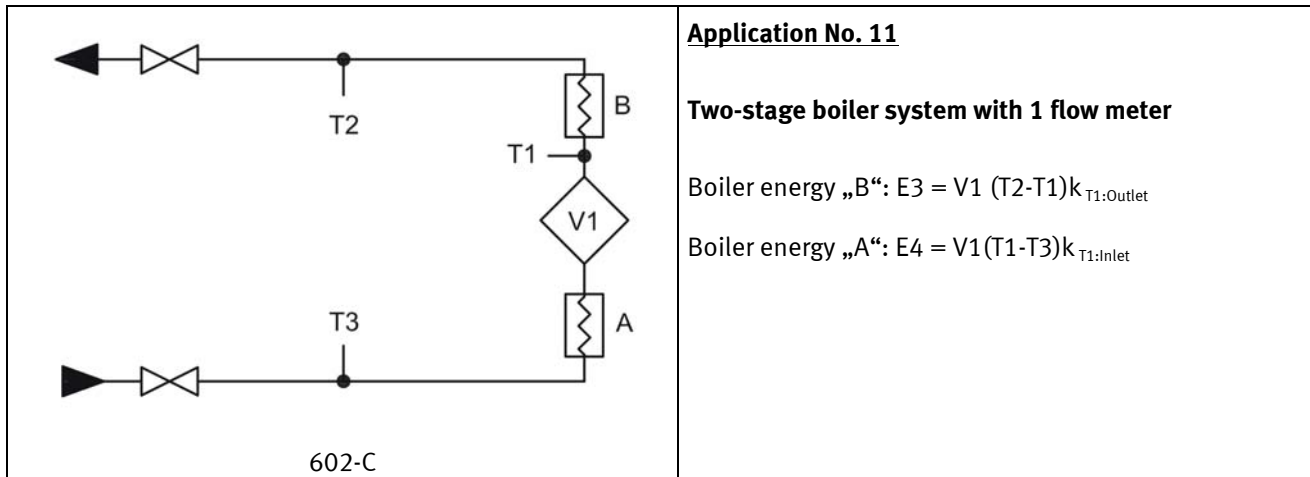 T2
B
T1
V1
T3
A
602-C
Application No. 11
Two-stage boiler system with 1 flow meter
Boiler energy „B“: E3 = V1 (T2-T1)k T1:Outlet
Boiler energy „A“: E4 = V1(T1-T3)k T1:Inlet